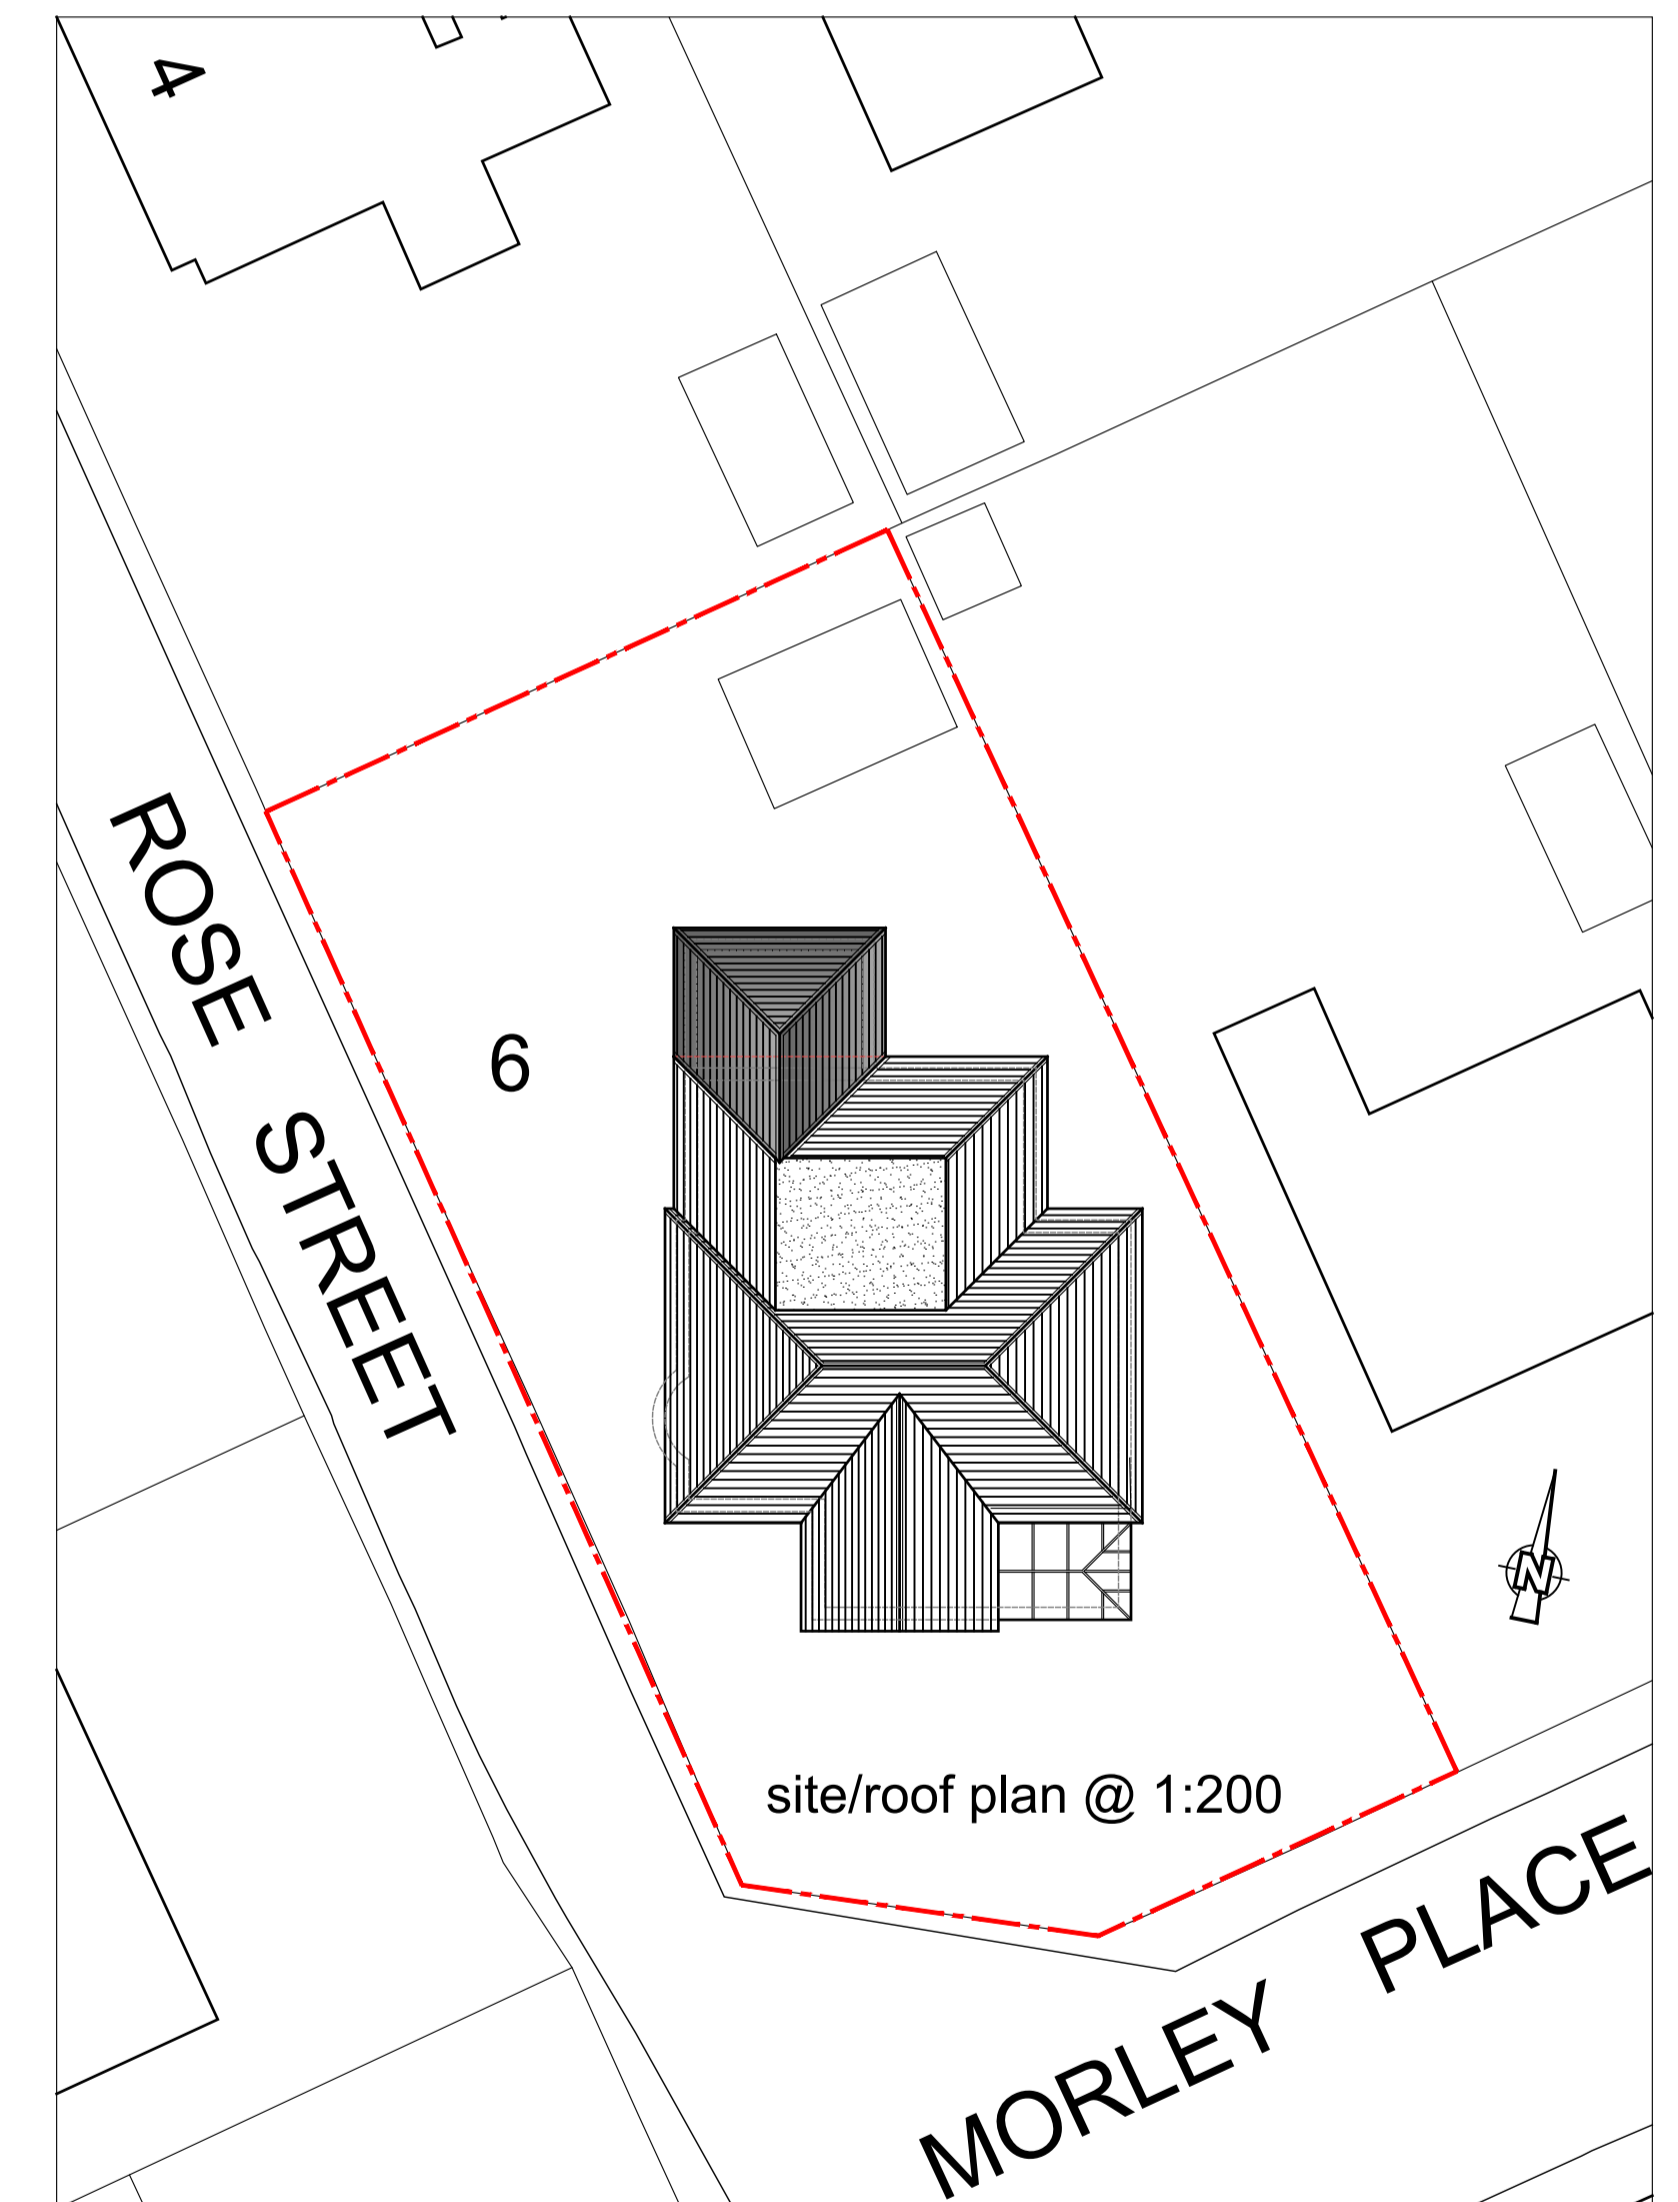 4
ROSE STREET
6
N
site/roof plan @ 1:200
MORLEY PLACE